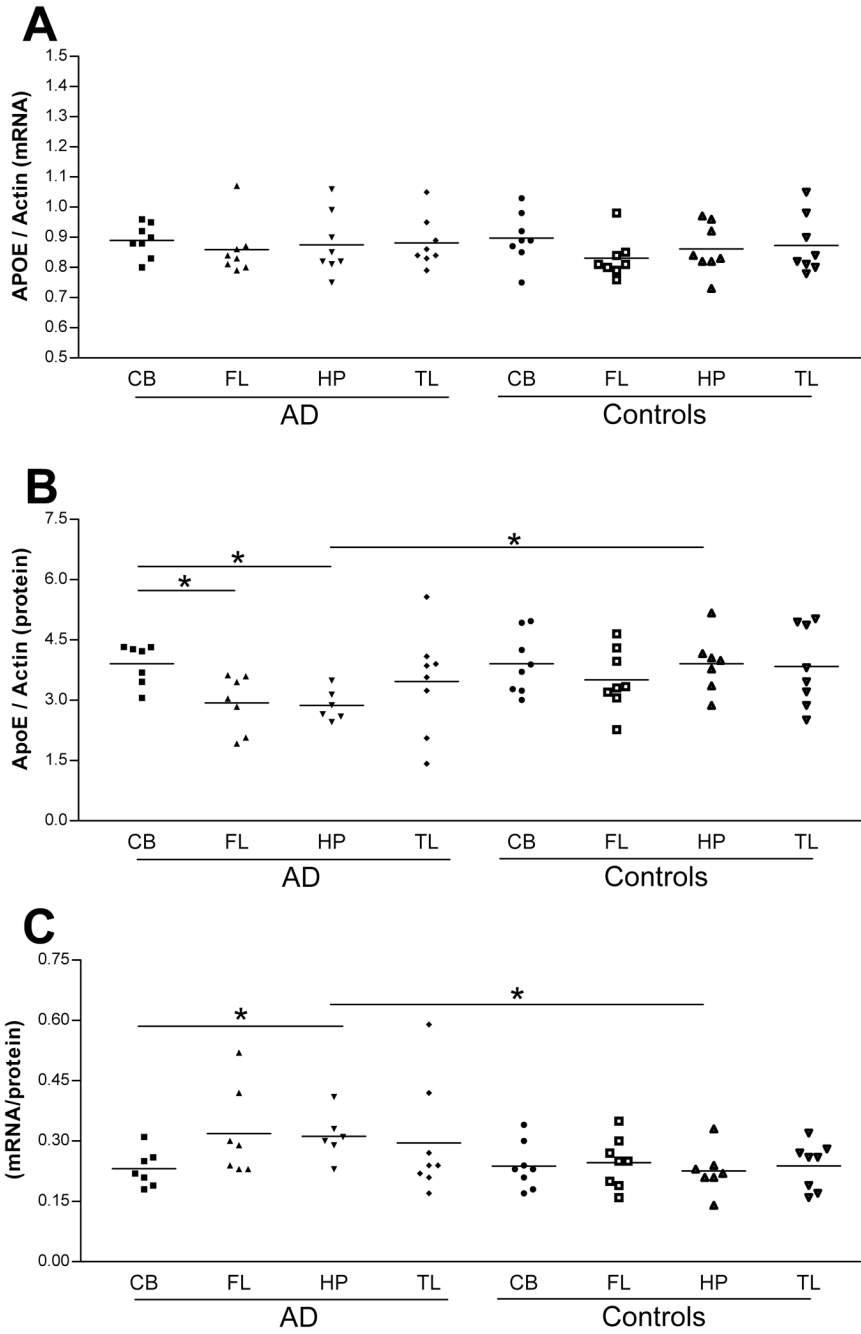 A
APOE / Actin (mRNA)
1.5
1.4
1.3
1.2
1.1
1.0
0.9
0.8
0.7
0.6
0.5
CB FL HP TL CB FL HP TL
AD Controls
B
ApoE / Actin (protein)
7.5
6.0
4.5
3.0
1.5
0.0
* * *
CB FL HP TL CB FL HP TL
AD Controls
C
(mRNA/protein)
0.75
0.60
0.45
0.30
0.15
0.00
* *
CB FL HP TL CB FL HP TL
AD Controls